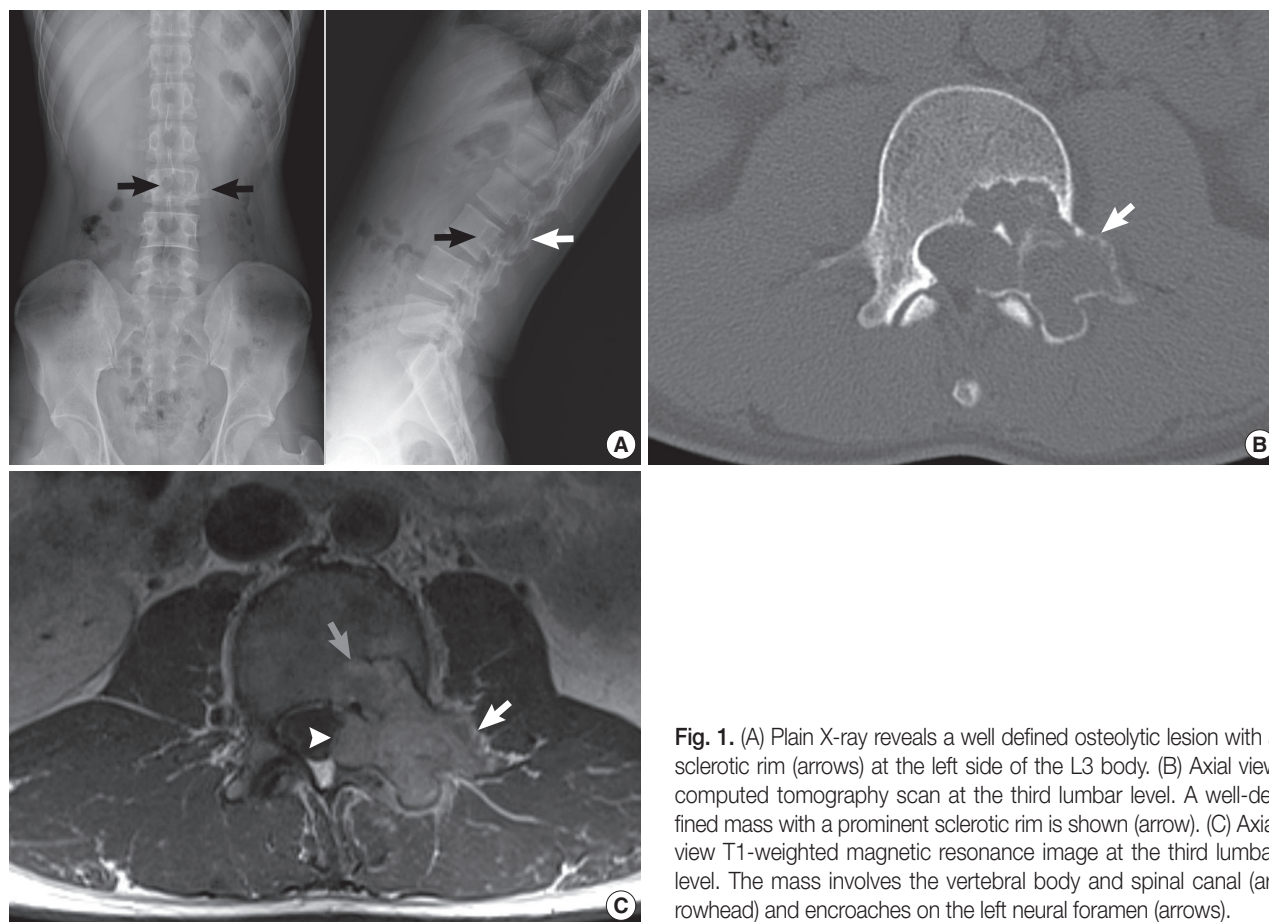 A
B
C
Fig. 1. (A) Plain X-ray reveals a well defined osteolytic lesion with
sclerotic rim (arrows) at the left side of the L3 body. (B) Axial view
computed tomography scan at the third lumbar level. A well-de-
fined mass with a prominent sclerotic rim is shown (arrow). (C) Axia
view T1-weighted magnetic resonance image at the third lumbar
level. The mass involves the vertebral body and spinal canal (ar-
rowhead) and encroaches on the left neural foramen (arrows).